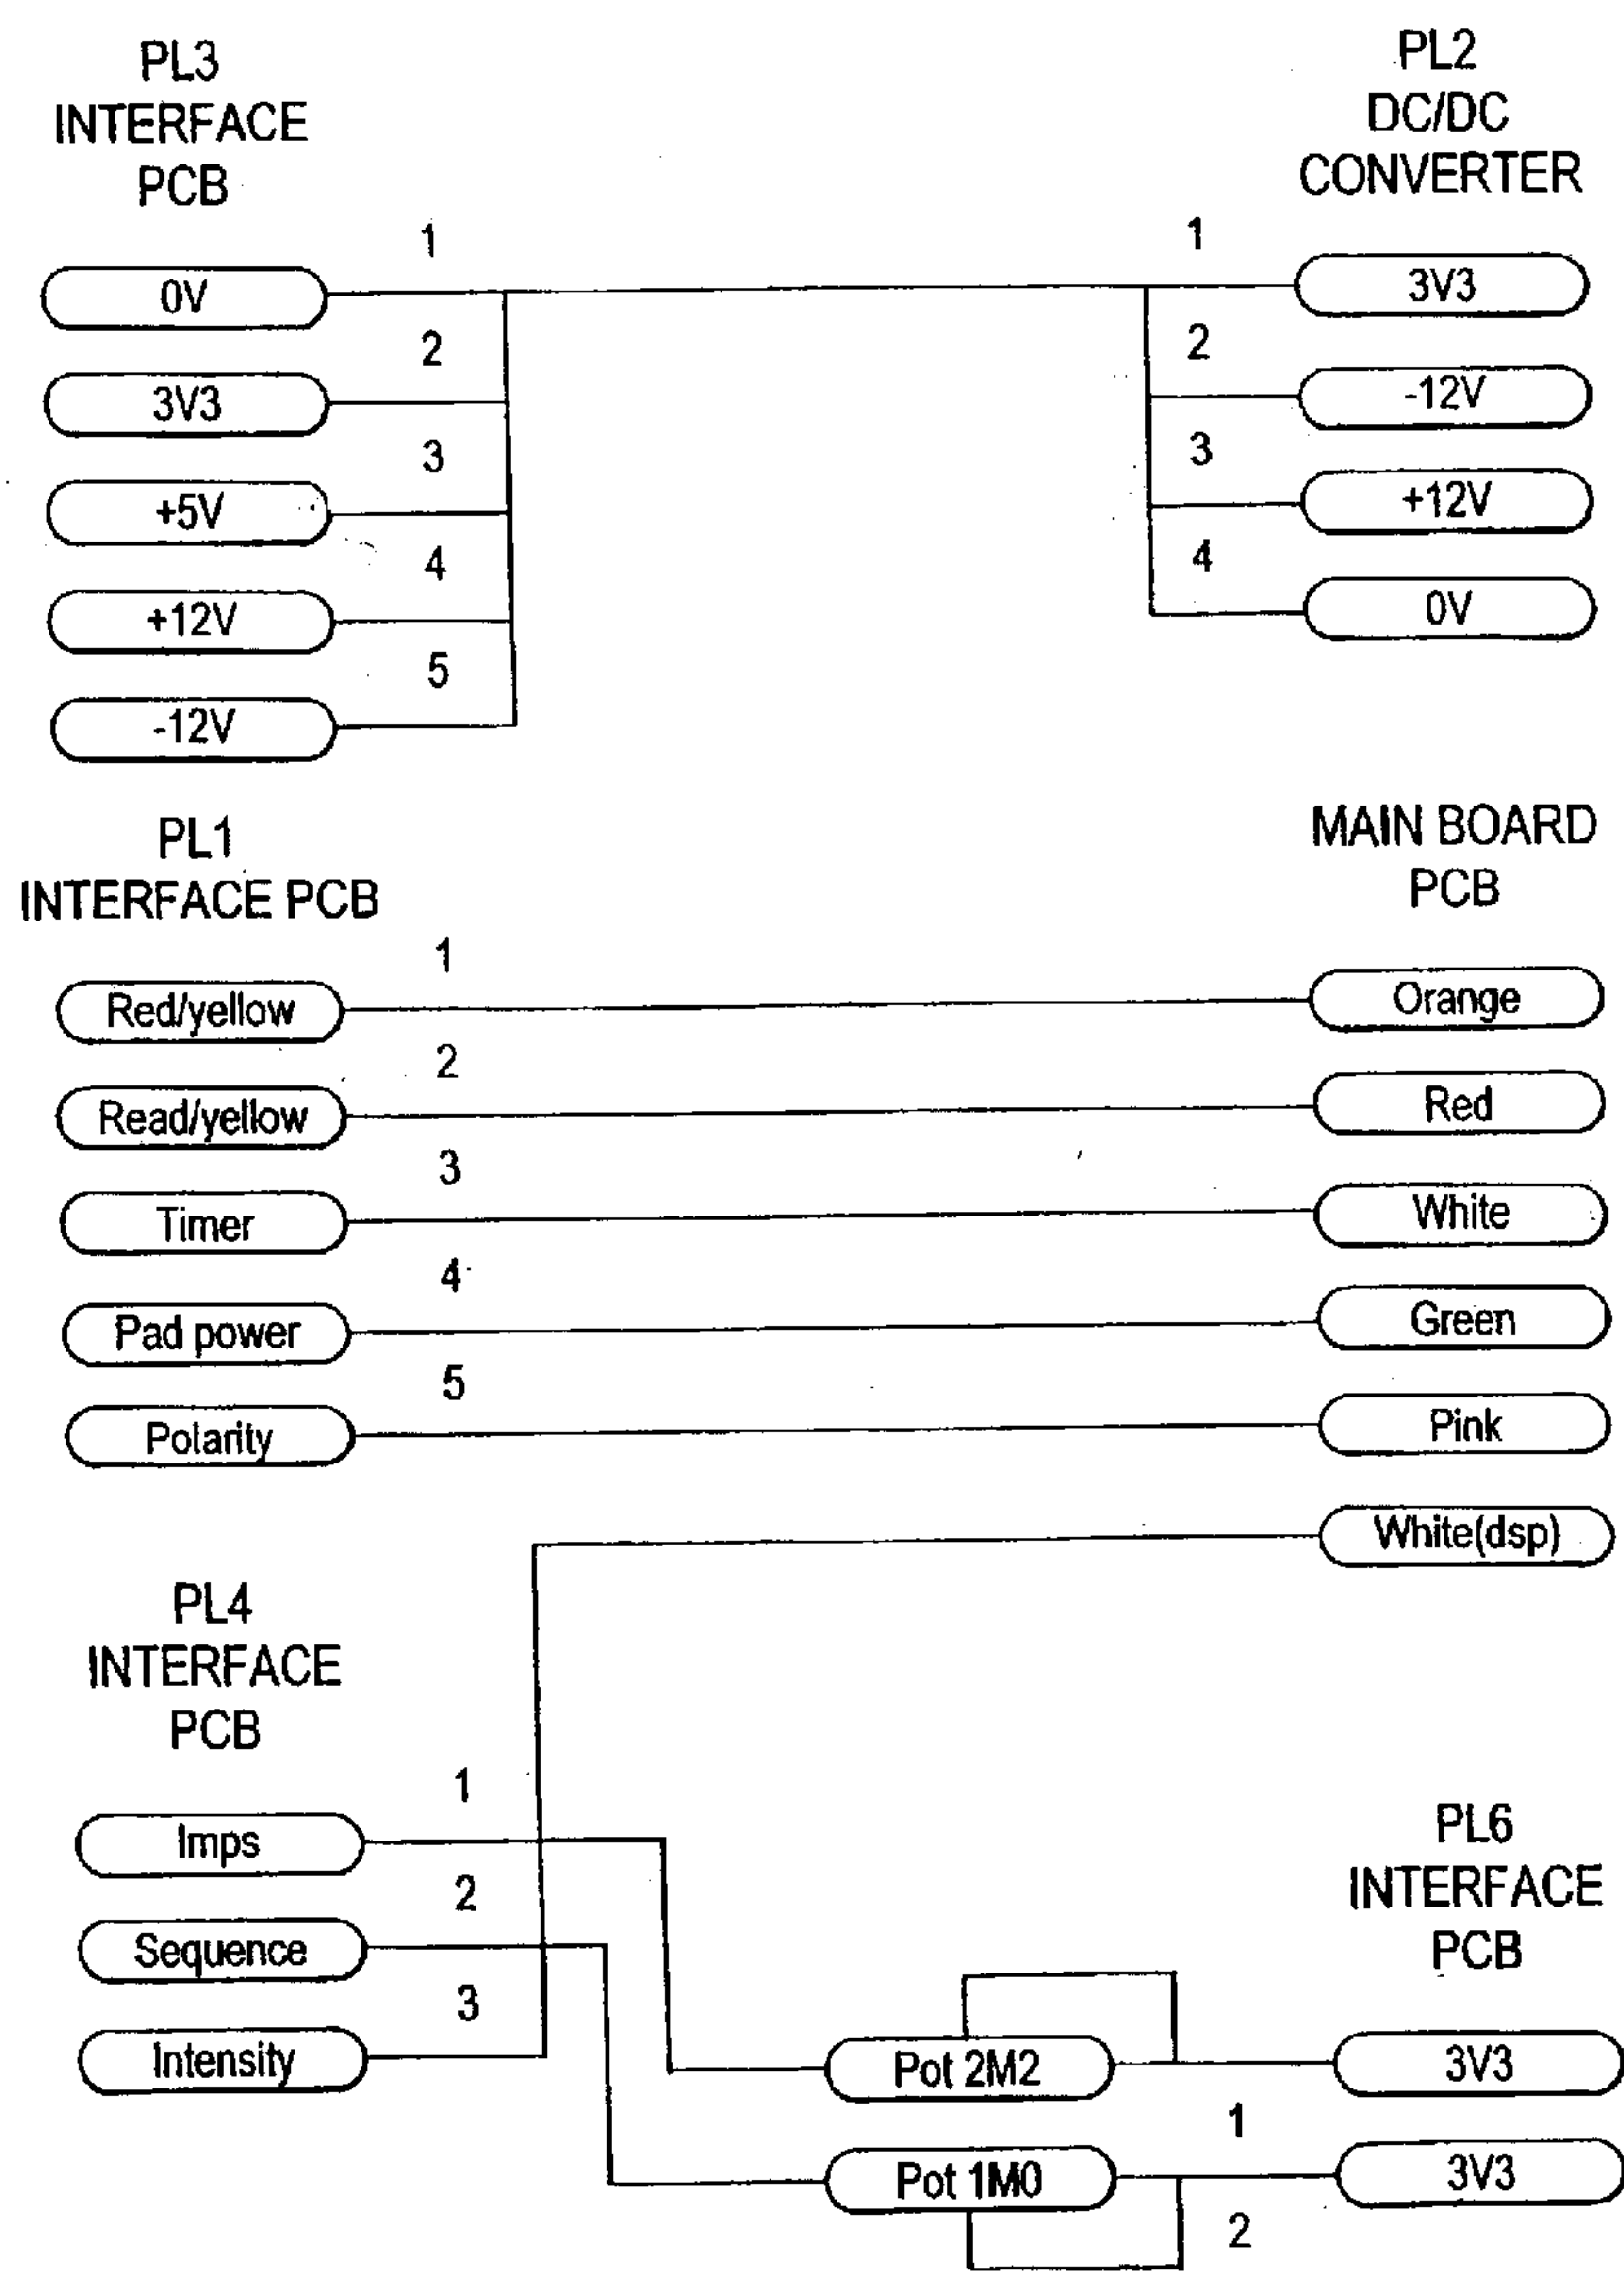 PL3
INTERFACE
PCB
PL2
DC/DC
CONVERTER
1
1
0V
3V3
2
2
3V3
-12V
3
3
+5V
+12V
4
4
+12V
0V
5
-12V
PL1
INTERFACE PCB
MAIN BOARD
PCB
1
Red/yellow
Orange
2
Read/yellow
Red
3
Timer
White
4
Pad power
Green
5
Polarity
Pink
White(dsp)
PL4
INTERFACE
PCB
1
Imps
2
Sequence
3
Intensity
PL6
INTERFACE
PCB
Pot 2M2
3V3
1
Pot 1M0
3V3
2